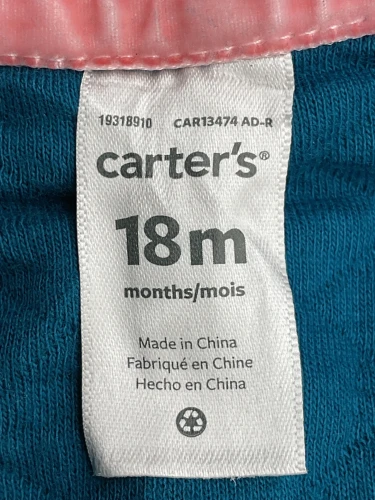 19318910 CAR13474 AD-R
carter's®
18m
months/mois
Made in China
Fabriqué en Chine
Hecho en China